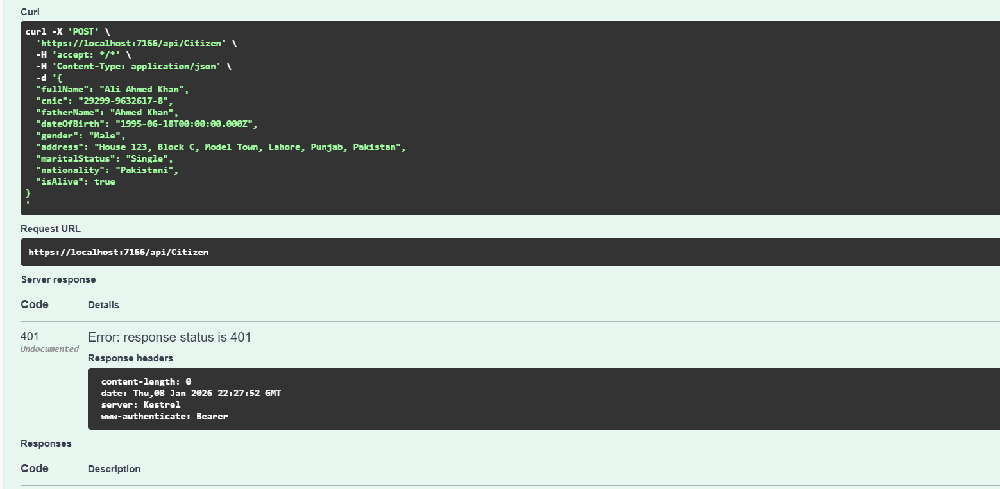 Curl
curl -X 'POST' \
'https://localhost:7166/api/Citizen' \
-H 'accept: */*' \
-H 'Content-Type: application/json' \
-d '{
"fullName": "Ali Ahmed Khan",
"cnic": "29299-9632617-8",
"fatherName": "Ahmed Khan",
"dateOfBirth": "1995-06-18T00:00:00.000Z",
"gender": "Male",
"address": "House 123, Block C, Model Town, Lahore, Punjab, Pakistan",
"maritalStatus": "Single",
"nationality": "Pakistani",
"isAlive": true
}
'
Request URL
https://localhost:7166/api/Citizen
Server response
Code Details
401 Error: response status is 401
Undocumented
Response headers
content-length: 0
date: Thu,08 Jan 2026 22:27:52 GMT
server: Kestrel
www-authenticate: Bearer
Responses
Code Description